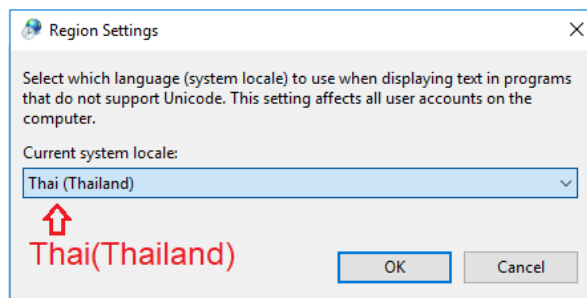 Region Settings
Select which language (system locale) to use when displaying text in programs
that do not support Unicode. This setting affects all user accounts on the
computer.
Current system locale:
Thai (Thailand)
Thai(Thailand)
OK
Cancel